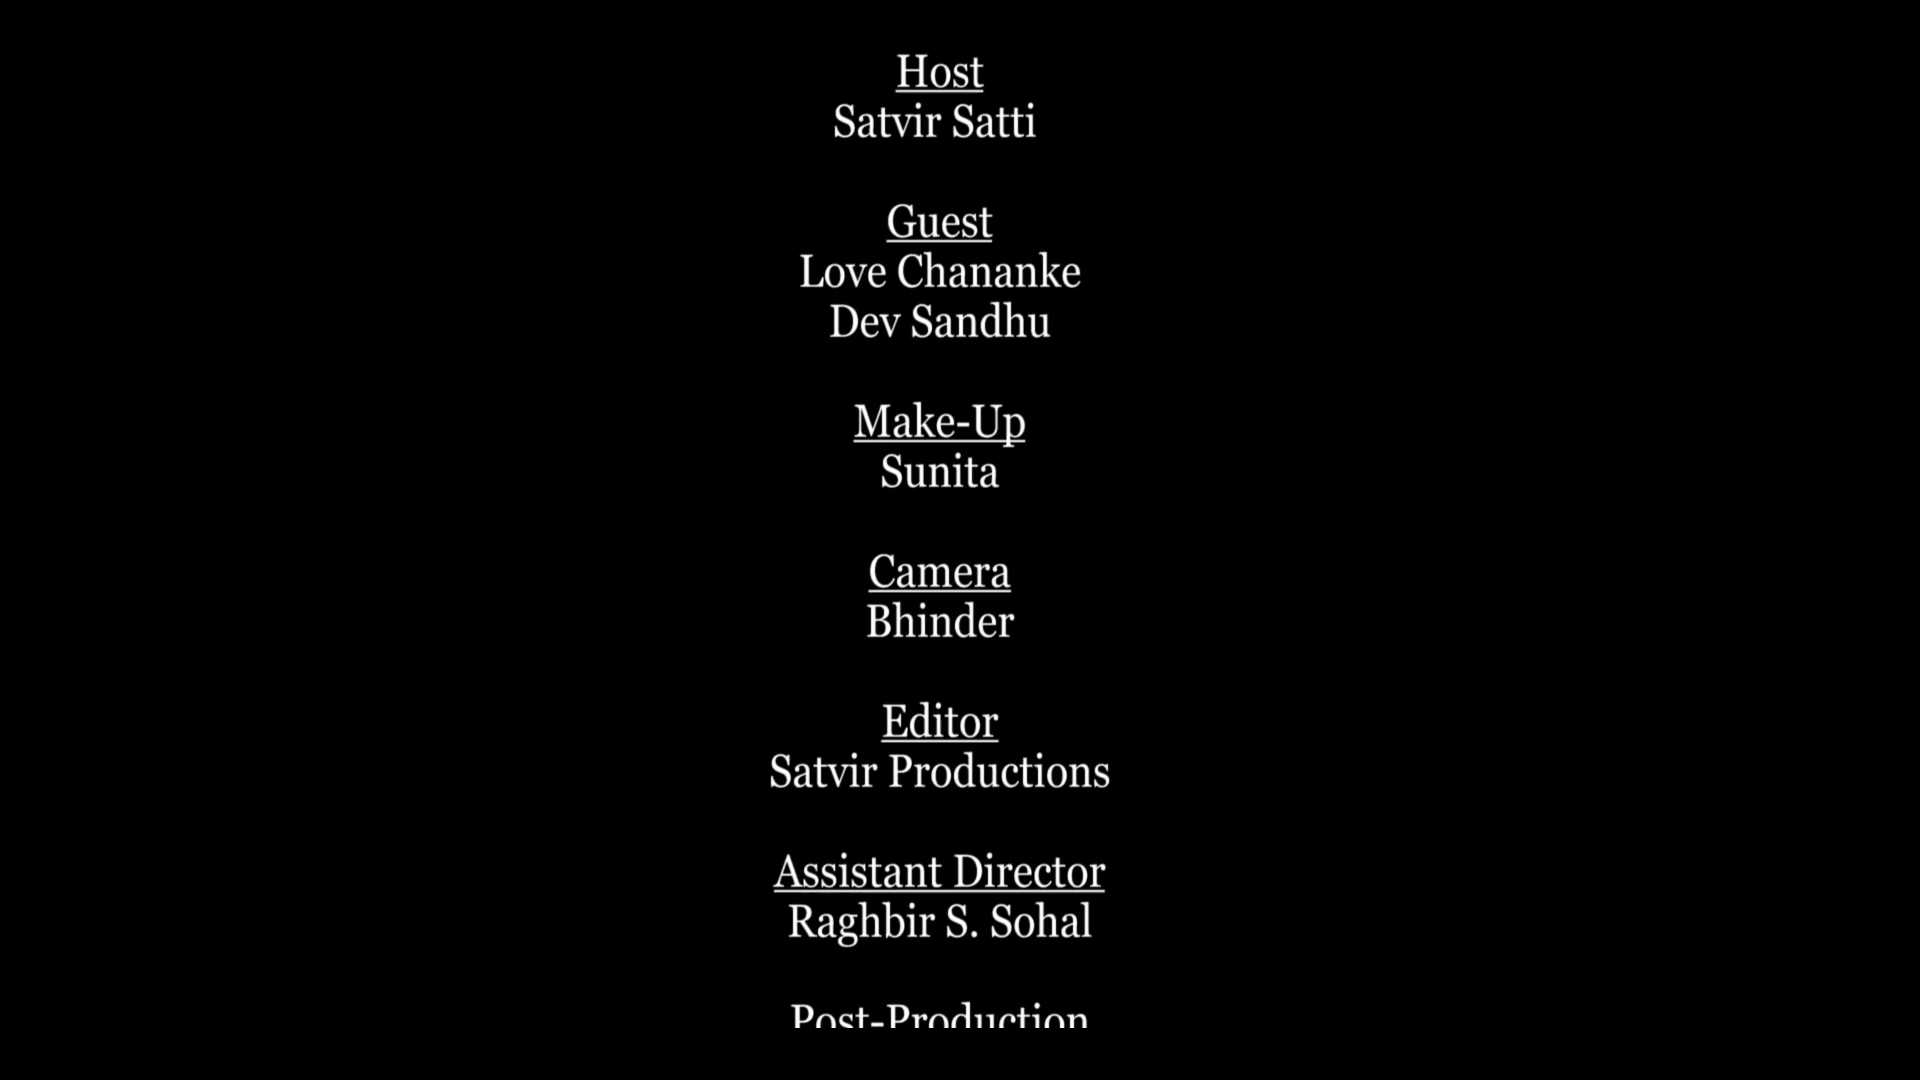 Host
Satvir Satti
Guest
Love Chananke
Dev Sandhu
Make-Up
Sunita
Camera
Bhinder
Editor
Satvir Productions
Assistant Director
Raghbir S. Sohal
Post-Production